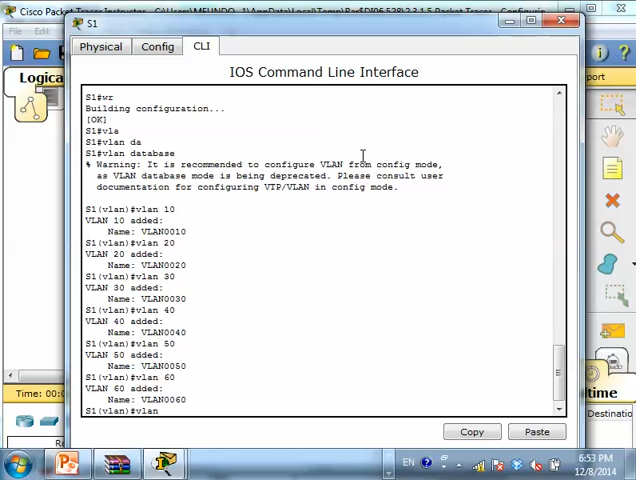 Cisco Packet Tracer Instructor
S1
File Edit
Physical Config CLI
Logica
port
IOS Command Line Interface
S1#wr
Building configuration...
[OK]
S1#vla
S1#vlan da
S1#vlan database
% Warning: It is recommended to configure VLAN from config mode,
as VLAN database mode is being deprecated. Please consult user
documentation for configuring VTP/VLAN in config mode.
S1(vlan)#vlan 10
VLAN 10 added:
Name: VLAN0010
S1(vlan)#vlan 20
VLAN 20 added:
Name: VLAN0020
S1(vlan)#vlan 30
VLAN 30 added:
Name: VLAN0030
S1(vlan)#vlan 40
VLAN 40 added:
Name: VLAN0040
S1(vlan)#vlan 50
VLAN 50 added:
Name: VLAN0050
S1(vlan)#vlan 60
VLAN 60 added:
Name: VLAN0060
S1(vlan)#vlan
Time: 00:0
ltime
Destinatio
Copy Paste
Re
EN
6:53 PM
12/8/2014